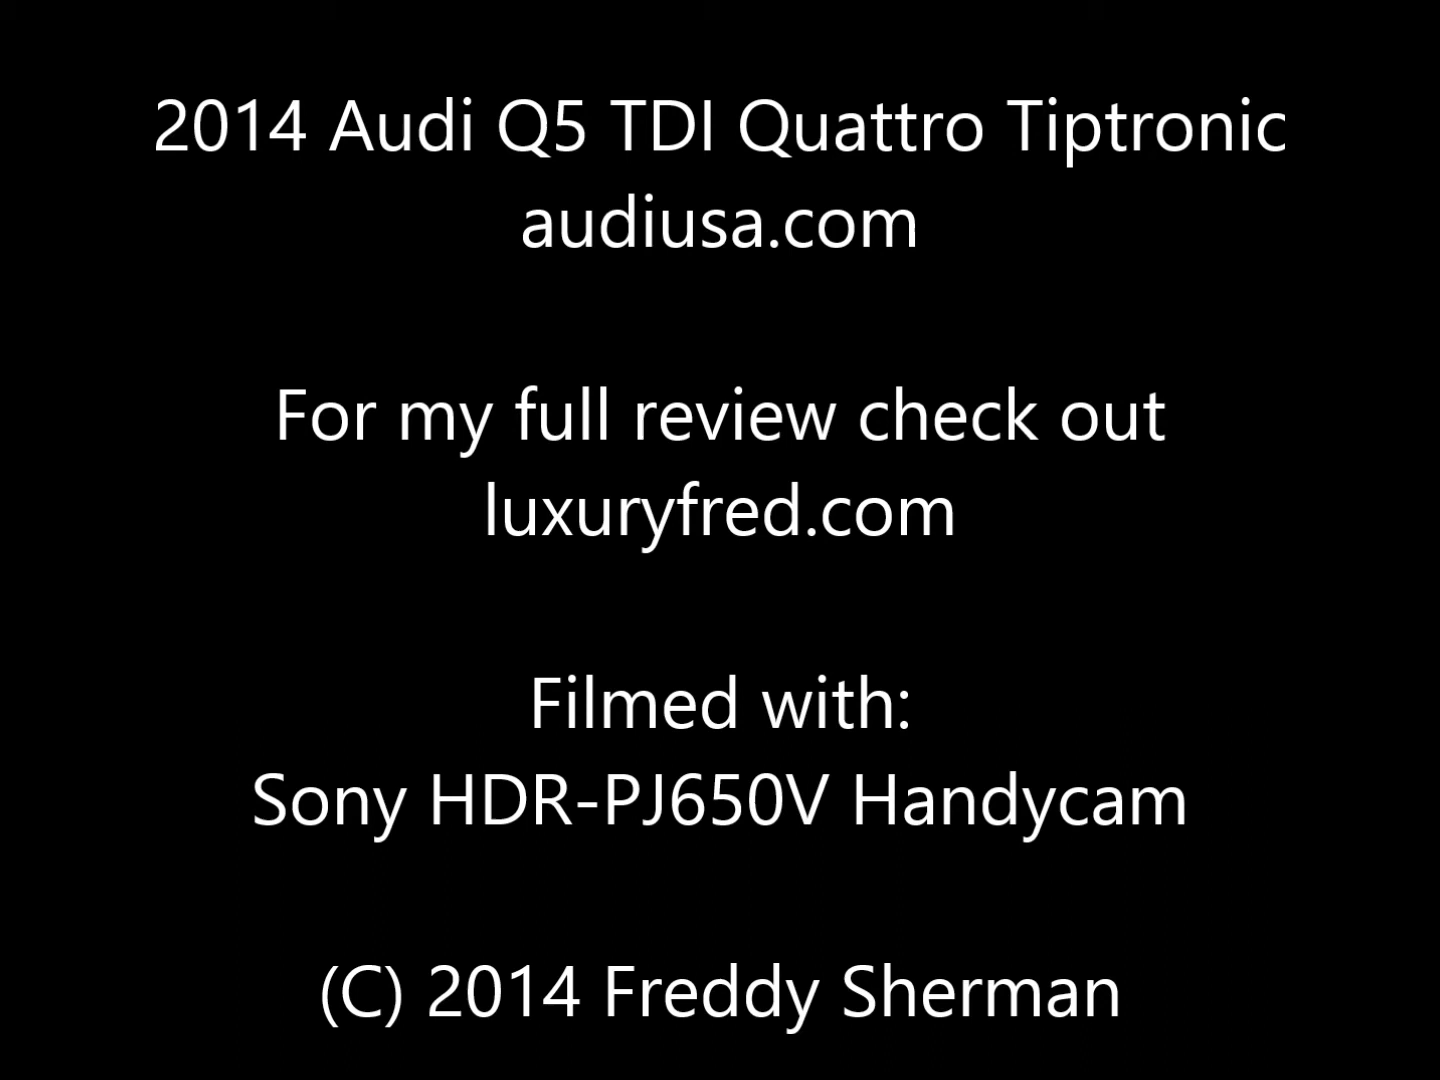 2014 Audi Q5 TDI Quattro Tiptronic
audiusa.com
For my full review check out
luxuryfred.com
Filmed with:
Sony HDR-PJ650V Handycam
(C) 2014 Freddy Sherman